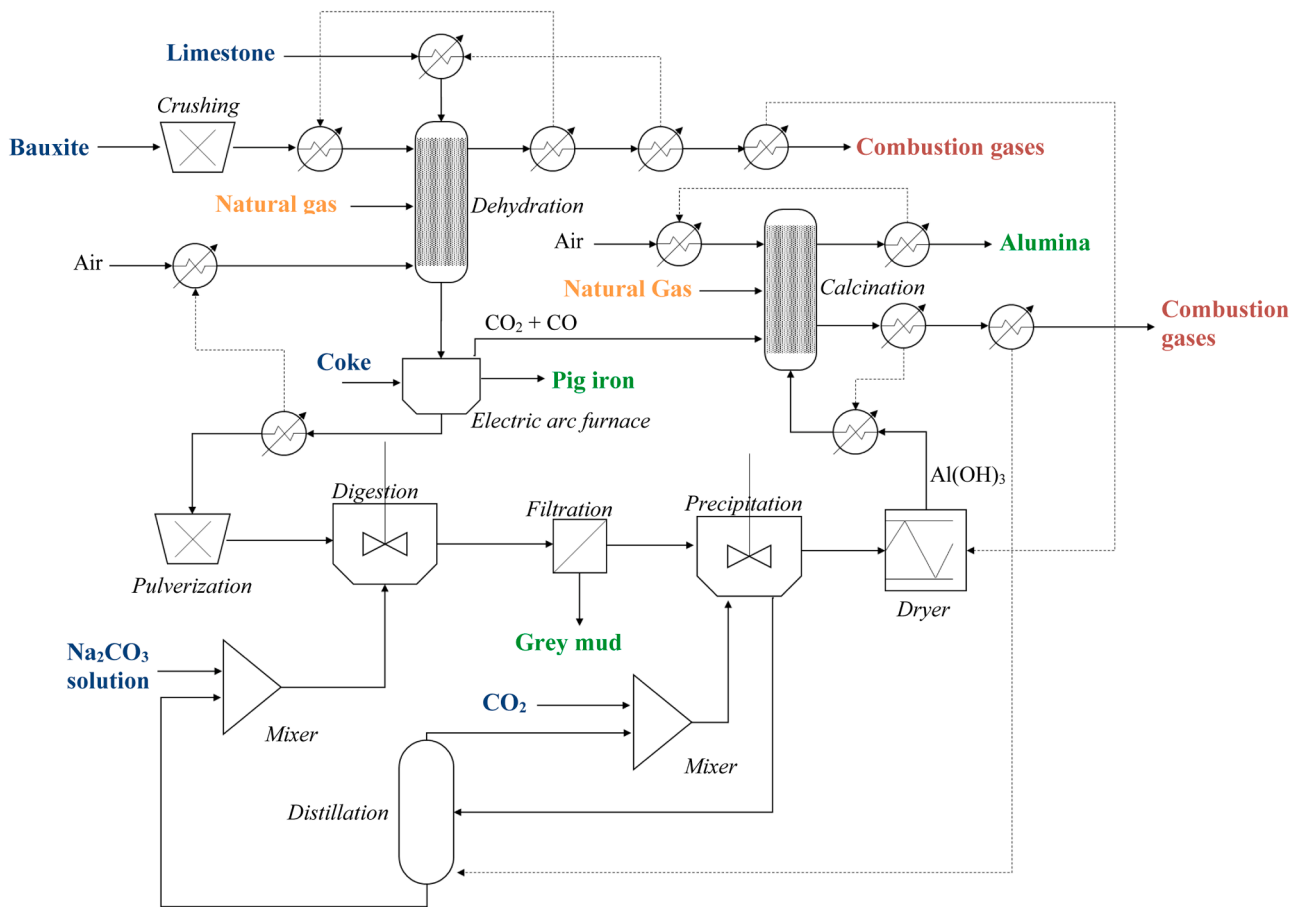 Limestone
Crushing
Bauxite
Combustion gases
Natural gas
Dehydration
Air
Alumina
Air
Natural Gas
Calcination
CO₂ + CO
Combustion
gases
Coke
Pig iron
Electric arc furnace
Al(OH)₃
Digestion
Filtration
Precipitation
Pulverization
Dryer
Grey mud
Na₂CO₃
solution
CO₂
Mixer
Mixer
Distillation